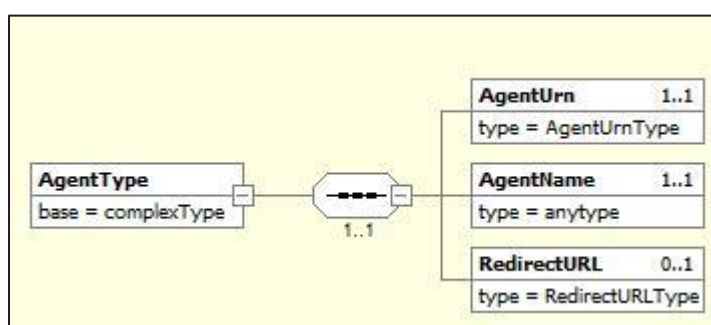 AgentType
base = complexType
1..1
AgentUrn 1..1
type = AgentUrnType
AgentName 1..1
type = anytype
RedirectURL 0..1
type = RedirectURLType